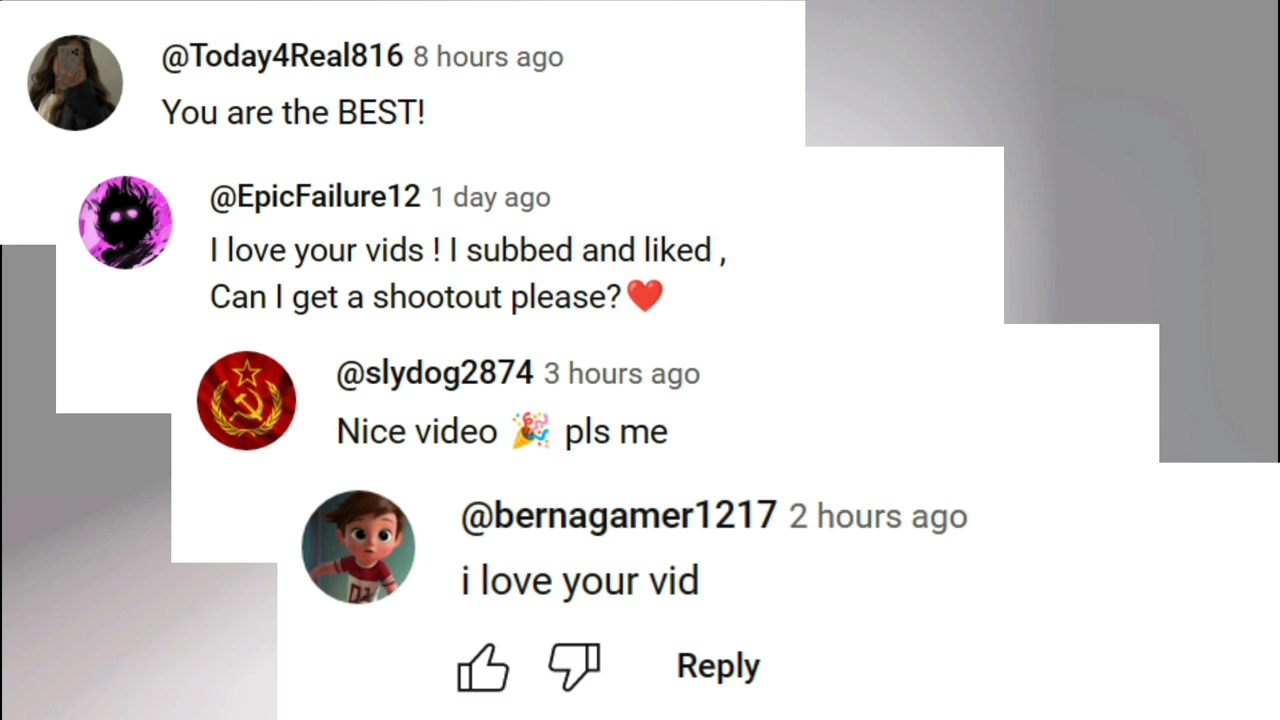 @Today4Real816 8 hours ago
You are the BEST!
@EpicFailure12 1 day ago
I love your vids ! I subbed and liked ,
Can I get a shootout please?❤️
@slydog2874 3 hours ago
Nice video 🎉 pls me
@bernagamer1217 2 hours ago
i love your vid
Reply